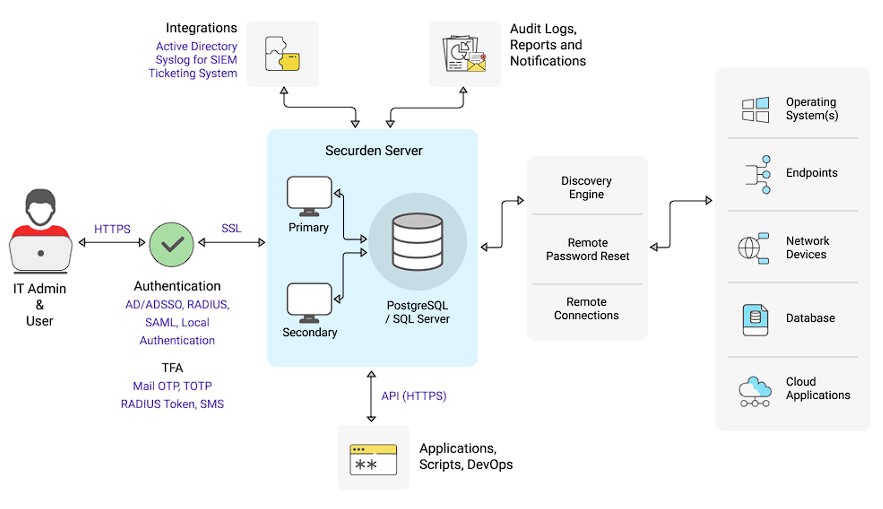 Integrations
Active Directory
Syslog for SIEM
Ticketing System
Audit Logs,
Reports and
Notifications
Securden Server
Primary
Secondary
PostgreSQL
/ SQL Server
HTTPS
SSL
IT Admin
&
User
Authentication
AD/ADSSO, RADIUS,
SAML, Local
Authentication
TFA
Mail OTP, TOTP
RADIUS Token, SMS
API (HTTPS)
**
Applications,
Scripts, DevOps
Discovery
Engine
Remote
Password Reset
Remote
Connections
Operating
System(s)
Endpoints
Network
Devices
Database
Cloud
Applications